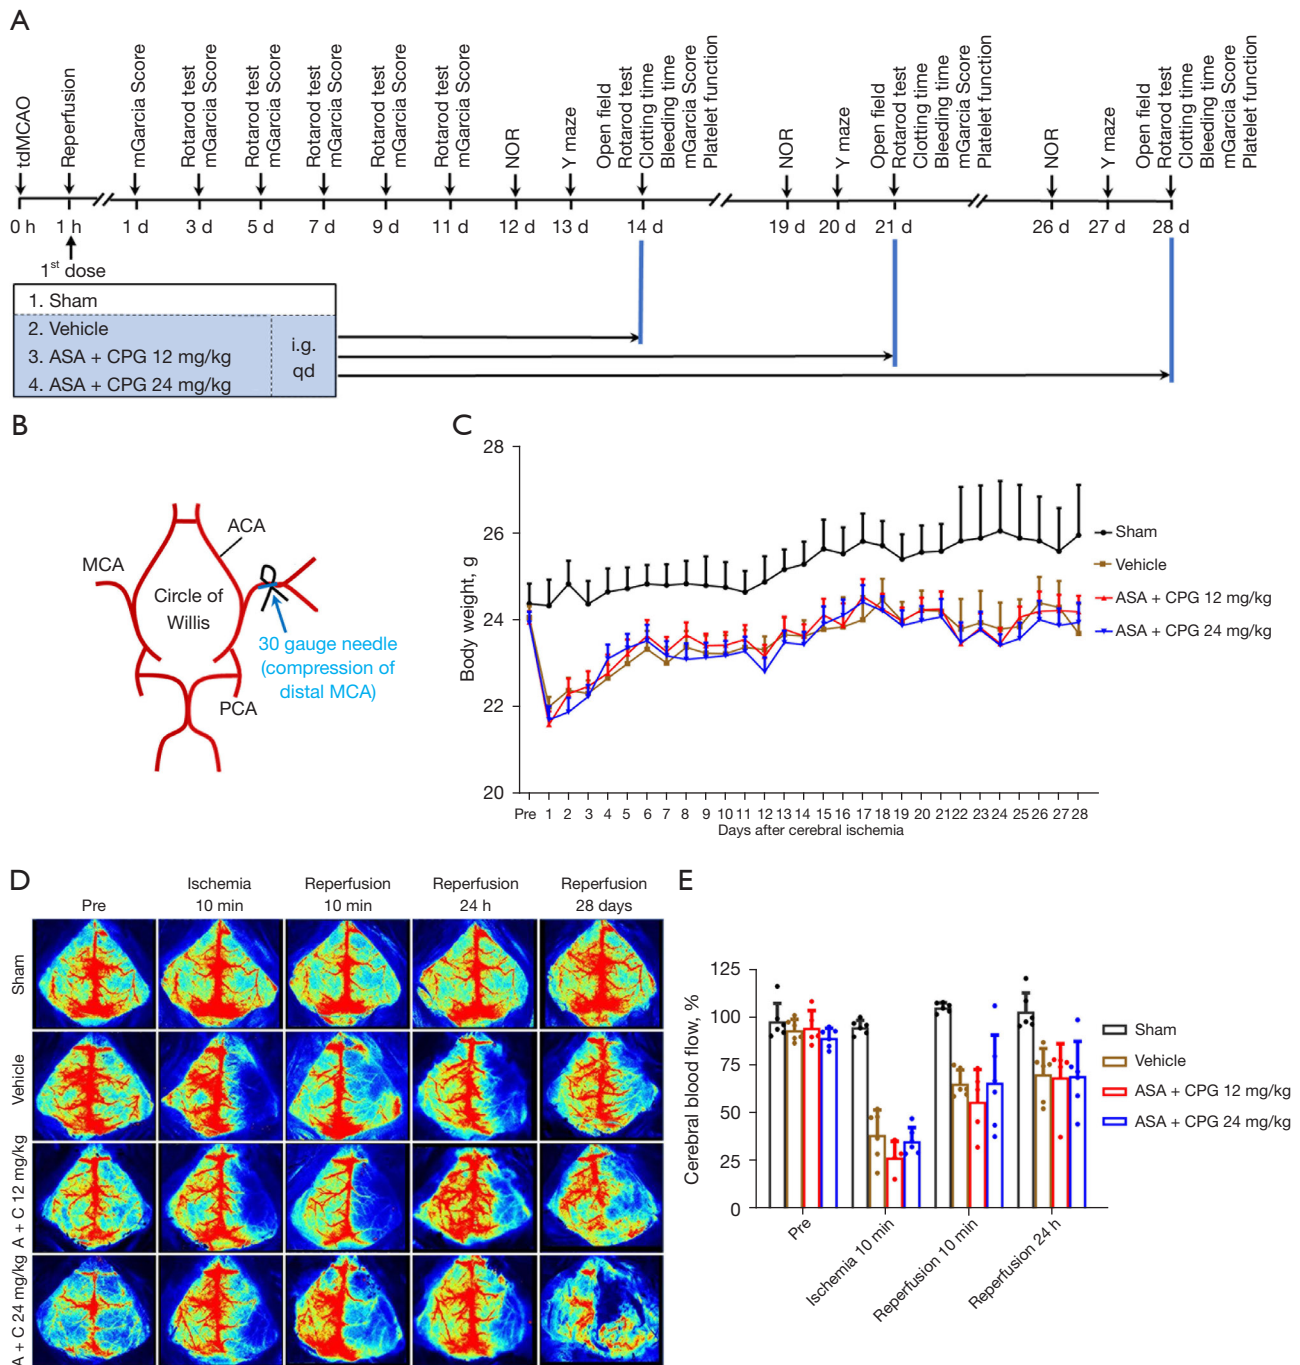 A
tdMCAO
Reperfusion
mGarcia Score
Rotarod test
mGarcia Score
Rotarod test
mGarcia Score
Rotarod test
mGarcia Score
Rotarod test
mGarcia Score
Rotarod test
mGarcia Score
NOR
Y maze
Open field
Rotarod test
Clotting time
Bleeding time
mGarcia Score
Platelet function
NOR
Y maze
Open field
Rotarod test
Clotting time
Bleeding time
mGarcia Score
Platelet function
NOR
Y maze
Open field
Rotarod test
Clotting time
Bleeding time
mGarcia Score
Platelet function
0 h 1 h 1 d 3 d 5 d 7 d 9 d 11 d 12 d 13 d 14 d 19 d 20 d 21 d 26 d 27 d 28 d
1st dose
1. Sham
2. Vehicle
3. ASA + CPG 12 mg/kg
4. ASA + CPG 24 mg/kg
i.g.
qd
B
ACA
MCA
Circle of
Willis
30 gauge needle
(compression of
distal MCA)
PCA
C
Body weight, g
28
26
24
22
20
Pre 1 2 3 4 5 6 7 8 9 10 11 12 13 14 15 16 17 18 19 20 21 22 23 24 25 26 27 28
Days after cerebral ischemia
Sham
Vehicle
ASA + CPG 12 mg/kg
ASA + CPG 24 mg/kg
D
Pre
Ischemia
10 min
Reperfusion
10 min
Reperfusion
24 h
Reperfusion
28 days
Sham
Vehicle
A + C 12 mg/kg
A + C 24 mg/kg
E
Cerebral blood flow, %
125
100
75
50
25
0
Pre
Ischemia 10 min
Reperfusion 10 min
Reperfusion 24 h
Sham
Vehicle
ASA + CPG 12 mg/kg
ASA + CPG 24 mg/kg